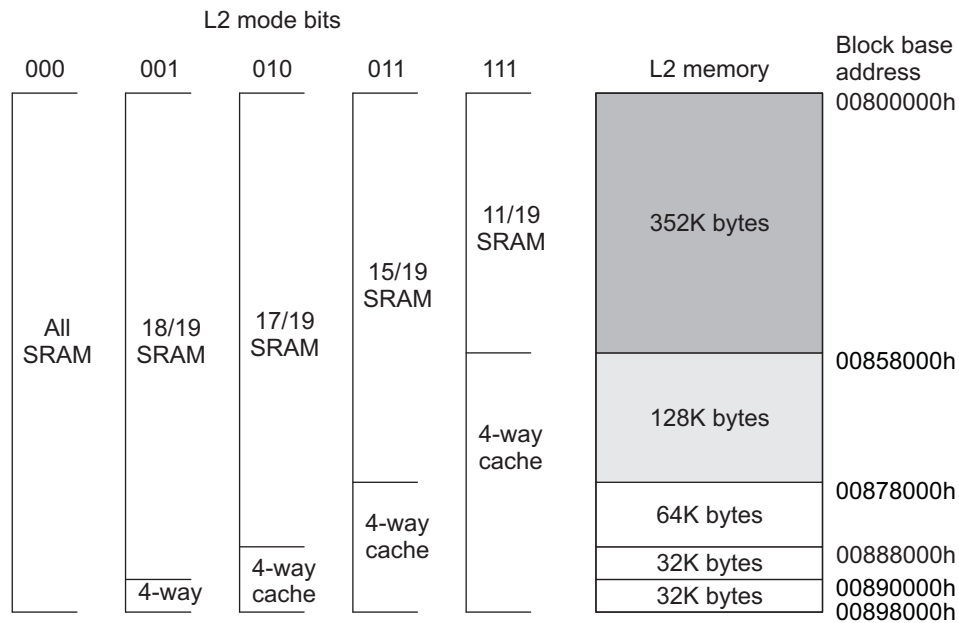 L2 mode bits
000 001 010 011 111 L2 memory
Block base
address
00800000h
11/19
SRAM
352K bytes
15/19
SRAM
All
SRAM
18/19
SRAM
17/19
SRAM
00858000h
128K bytes
4-way
cache
00878000h
64K bytes
4-way
cache
00888000h
32K bytes
4-way
cache
00890000h
4-way
32K bytes
00898000h